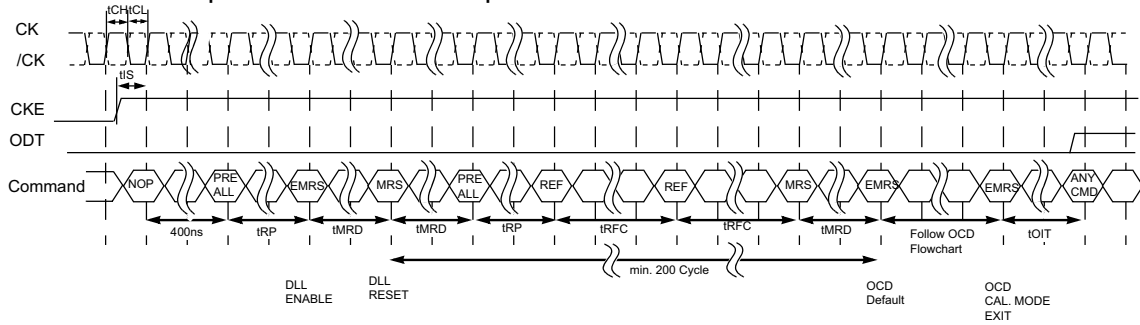 tCH tCL
CK
/CK
tIS
CKE
ODT
Command
NOP PRE ALL EMRS MRS PRE ALL REF REF MRS EMRS EMRS ANY CMD
400ns tRP tMRD tMRD tRP tRFC tRFC tMRD Follow OCD Flowchart tOIT
min. 200 Cycle
DLL ENABLE
DLL RESET
OCD Default
OCD CAL. MODE EXIT